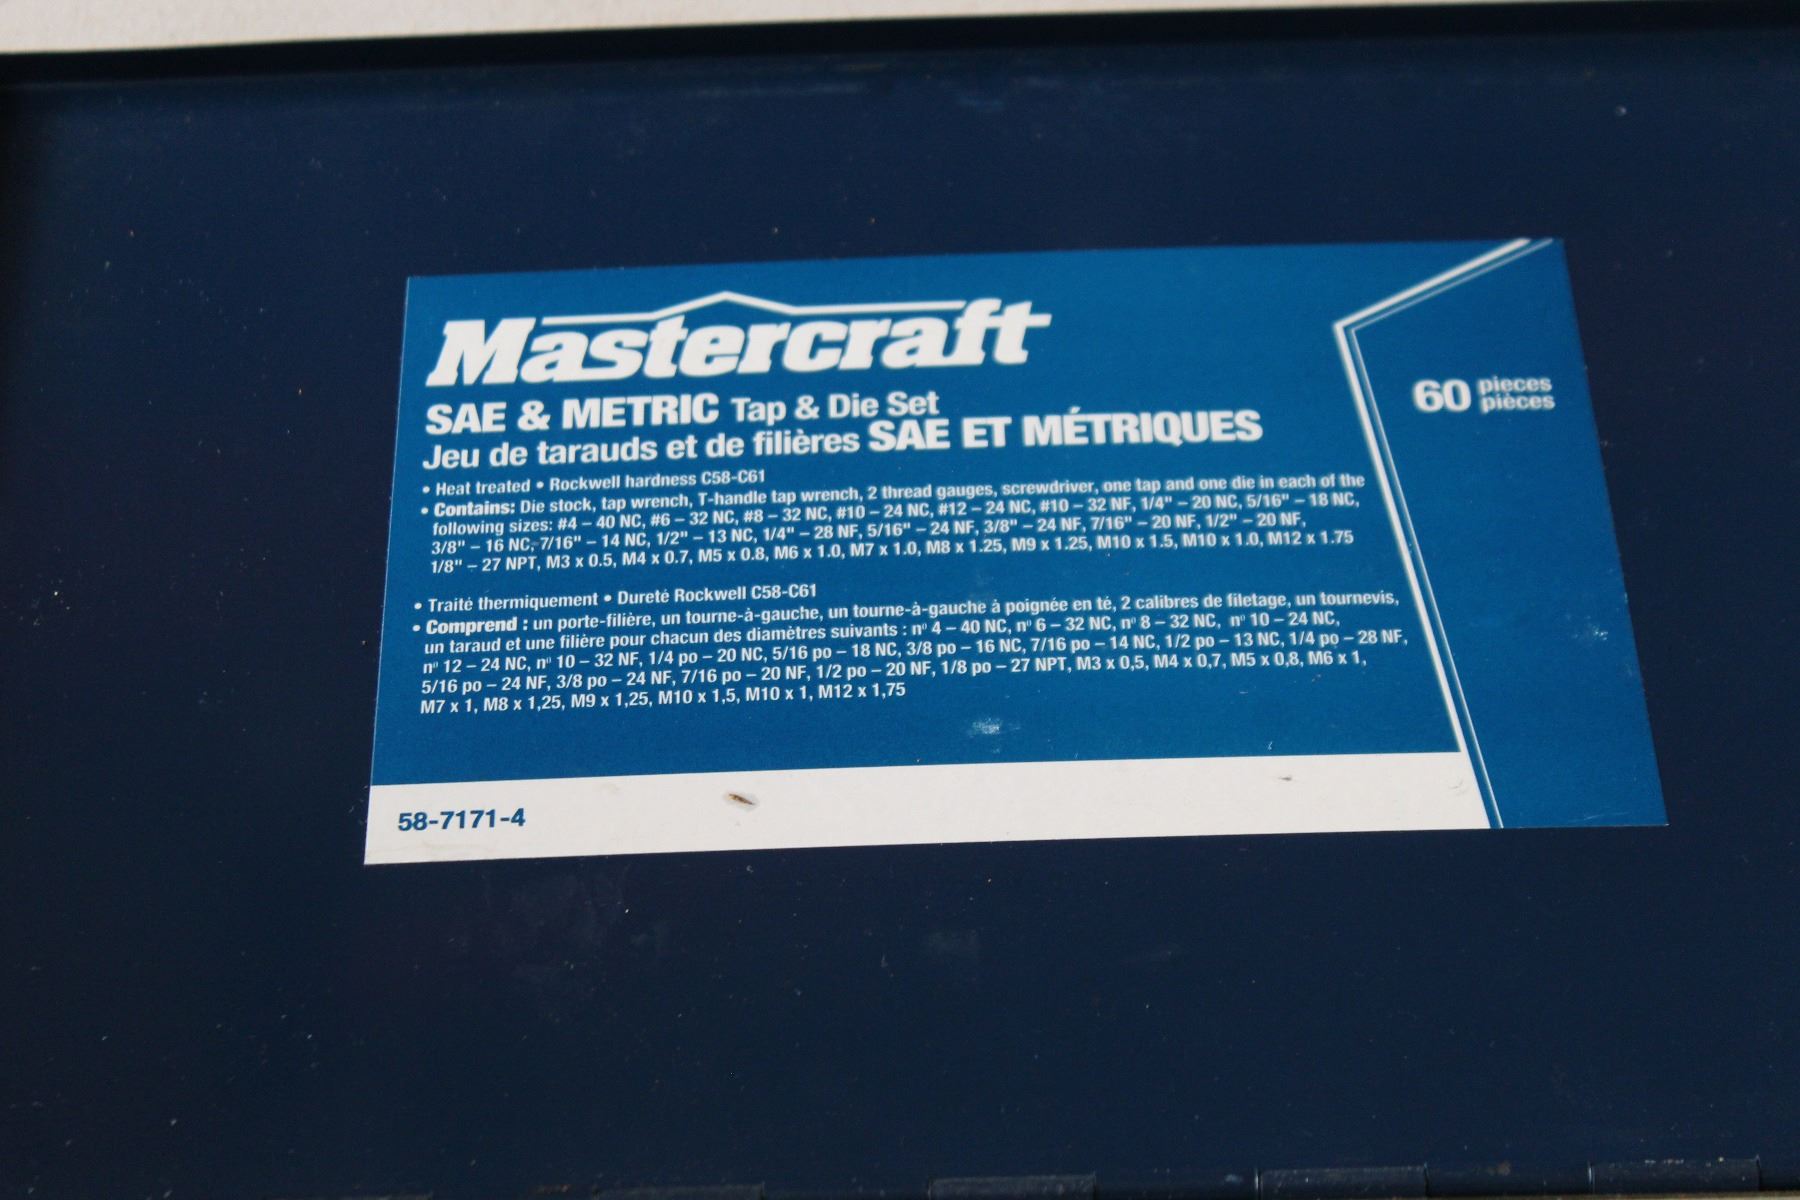 Mastercraft
SAE & METRIC Tap & Die Set
Jeu de tarauds et de filières SAE ET MÉTRIQUES
60 pieces
pièces
• Heat treated • Rockwell hardness C58-C61
• Contains: Die stock, tap wrench, T-handle tap wrench, 2 thread gauges, screwdriver, one tap and one die in each of the
following sizes: #4 – 40 NC, #6 – 32 NC, #8 – 32 NC, #10 – 24 NC, #12 – 24 NC, #10 – 32 NF, 1/4" – 20 NC, 5/16" – 18 NC,
3/8" – 16 NC, 7/16" – 14 NC, 1/2" – 13 NC, 1/4" – 28 NF, 5/16" – 24 NF, 3/8" – 24 NF, 7/16" – 20 NF, 1/2" – 20 NF,
1/8" – 27 NPT, M3 x 0.5, M4 x 0.7, M5 x 0.8, M6 x 1.0, M7 x 1.0, M8 x 1.25, M9 x 1.25, M10 x 1.5, M10 x 1.0, M12 x 1.75
• Traité thermiquement • Dureté Rockwell C58-C61
• Comprend : un porte-filière, un tourne-à-gauche, un tourne-à-gauche à poignée en té, 2 calibres de filetage, un tournevis,
un taraud et une filière pour chacun des diamètres suivants : nº 4 – 40 NC, nº 6 – 32 NC, nº 8 – 32 NC, nº 10 – 24 NC,
nº 12 – 24 NC, nº 10 – 32 NF, 1/4 po – 20 NC, 5/16 po – 18 NC, 3/8 po – 16 NC, 7/16 po – 14 NC, 1/2 po – 13 NC, 1/4 po – 28 NF,
5/16 po – 24 NF, 3/8 po – 24 NF, 7/16 po – 20 NF, 1/2 po – 20 NF, 1/8 po – 27 NPT, M3 x 0,5, M4 x 0,7, M5 x 0,8, M6 x 1,
M7 x 1, M8 x 1,25, M9 x 1,25, M10 x 1,5, M10 x 1, M12 x 1,75
58-7171-4